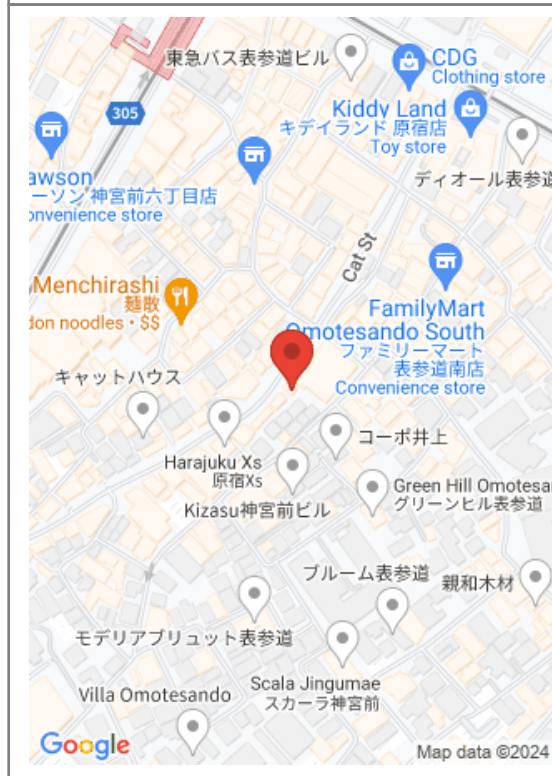 東急バス表参道ビル
CDG
Clothing store
305
Kiddy Land
キデイランド 原宿店
Toy store
ディオール表参道
awson
ーソン 神宮前六丁目店
onvenience store
Cat St
Menchirashi
麺散
don noodles・$$
FamilyMart
Omotesando South
ファミリーマート
表参道南店
Convenience store
キャットハウス
コーポ井上
Harajuku Xs
原宿Xs
Kizasu神宮前ビル
Green Hill Omotesan
グリーンヒル表参道
ブルーム表参道
親和木材
モデリアブリュット表参道
Scala Jingumae
スカーラ神宮前
Villa Omotesando
Google
Map data ©2024